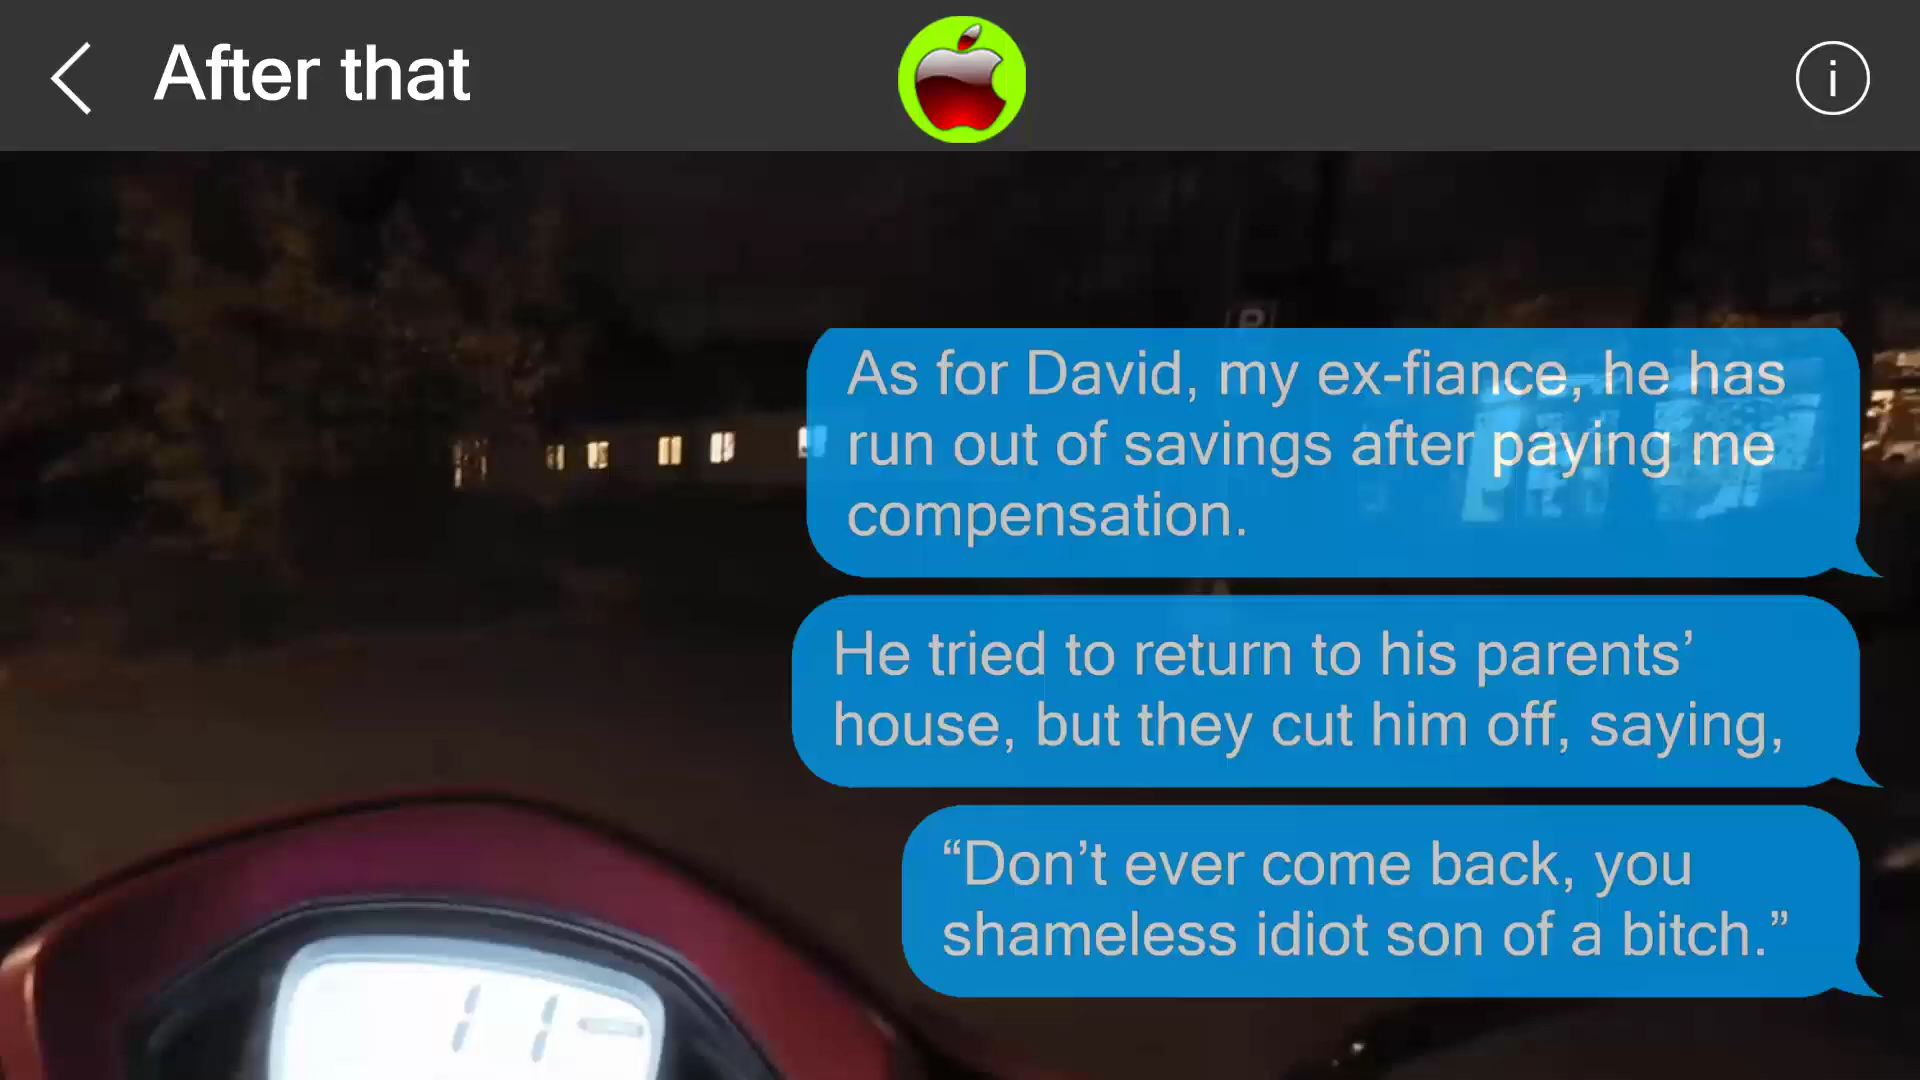 After that
i
P
As for David, my ex-fiance, he has
run out of savings after paying me
compensation.
He tried to return to his parents’
house, but they cut him off, saying,
“Don’t ever come back, you
shameless idiot son of a bitch.”